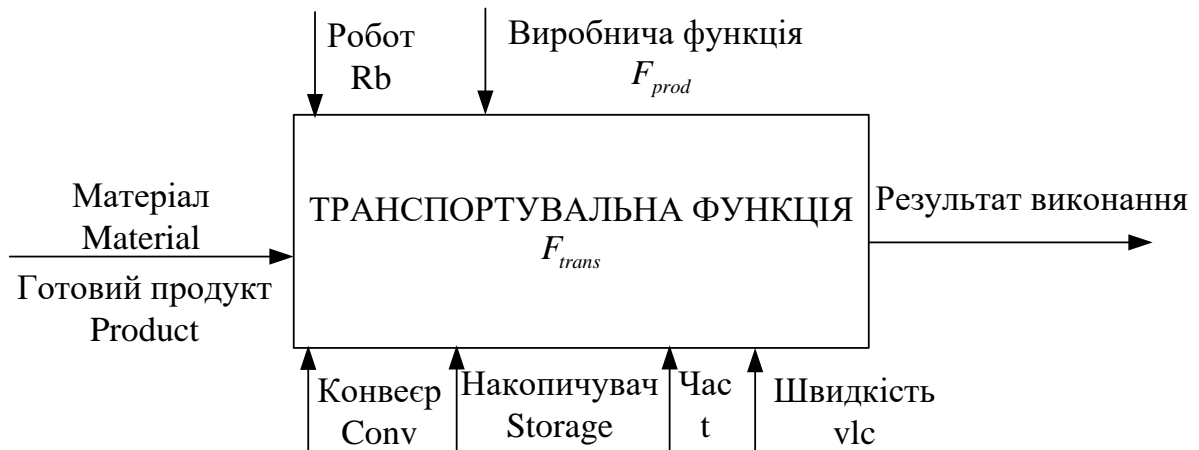 Робот
Rb
Виробнича функція
F_prod
Матеріал
Material
Готовий продукт
Product
ТРАНСПОРТУВАЛЬНА ФУНКЦІЯ
F_trans
Результат виконання
Конвеєр
Conv
Накопичувач
Storage
Час
t
Швидкість
vlc